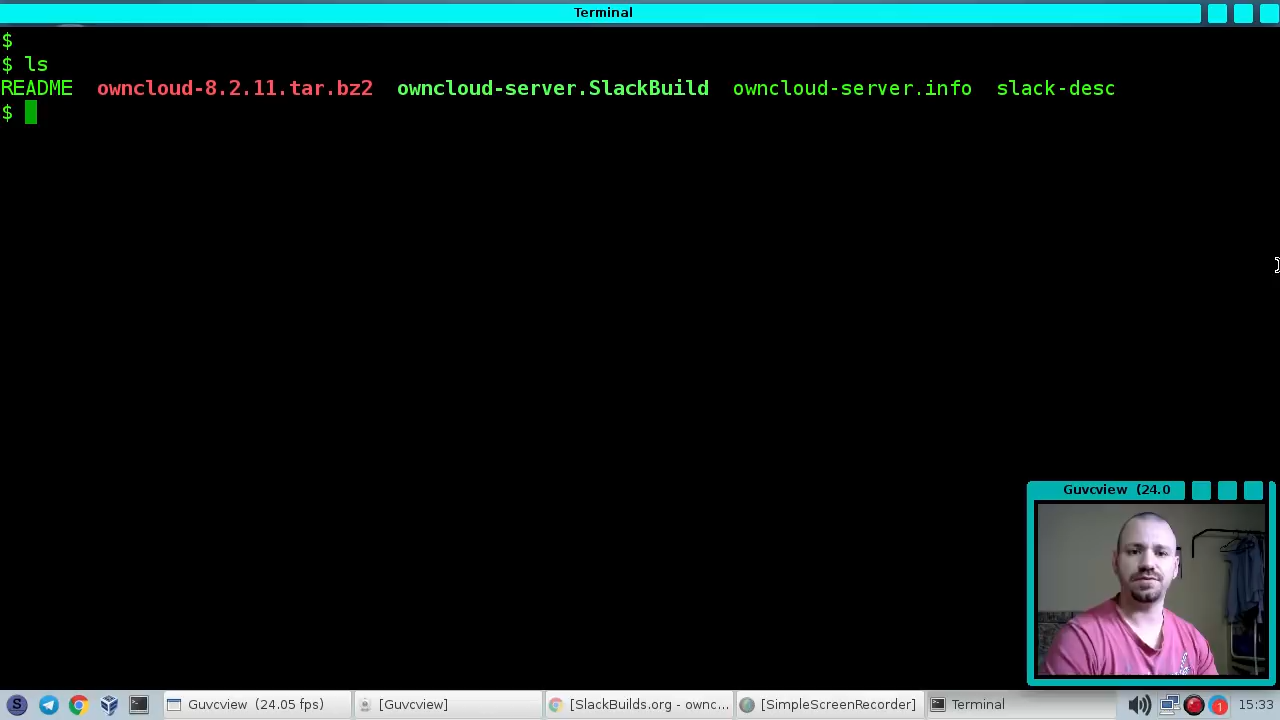 Terminal
$
$ ls
README owncloud-8.2.11.tar.bz2 owncloud-server.SlackBuild owncloud-server.info slack-desc
$
Guvcview (24.0
Guvcview (24.05 fps) [Guvcview] [SlackBuilds.org - ownc... [SimpleScreenRecorder] Terminal 1 15:33